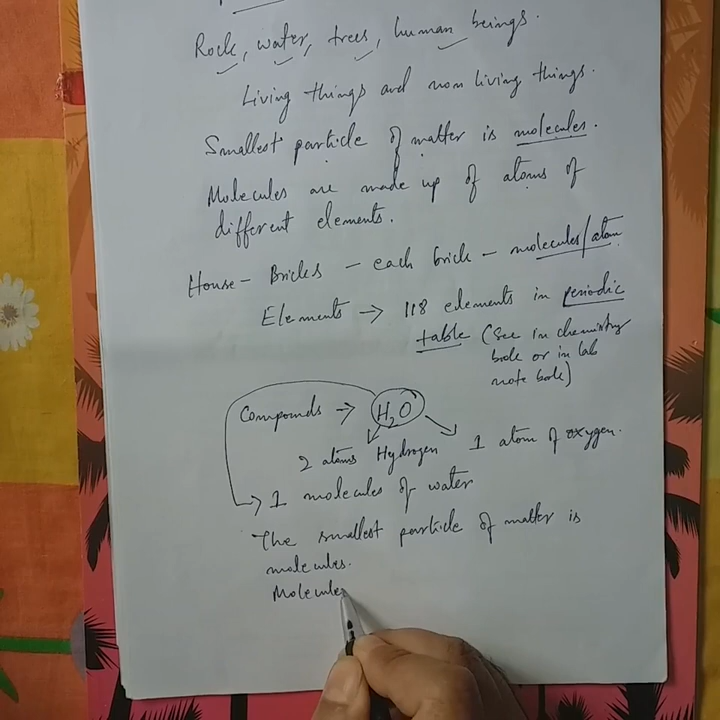 Rock, water, trees, human beings.
Living things and non living things.
Smallest particle of matter is molecules.
Molecules are made up of atoms of
different elements.
House - Bricks - each brick - molecules/atom
Elements → 118 elements in periodic
table (See in chemistry
book or in lab
note book)
Compounds → H₂O
2 atoms Hydrogen 1 atom of oxygen.
1 molecules of water
The smallest particle of matter is
molecules.
Molecule